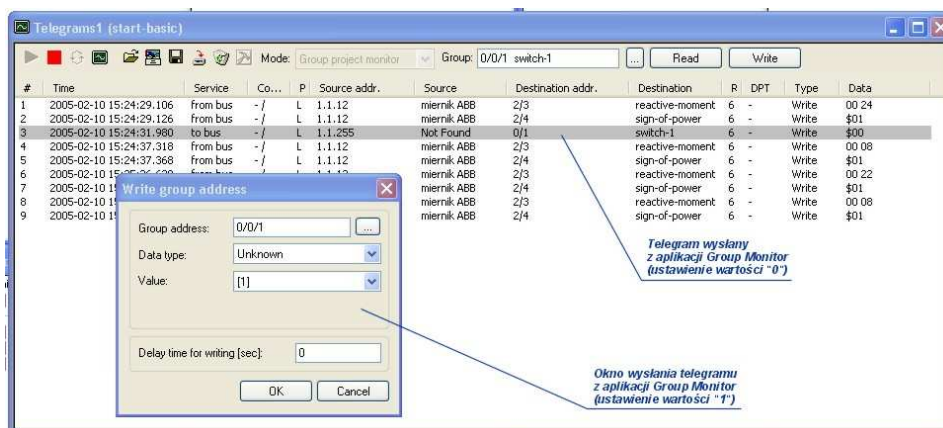 Telegrams1 (start-basic)
Mode: Group project monitor Group: 0/0/1 switch-1 ... Read Write
# Time Service Co... P Source addr. Source Destination addr. Destination R DPT Type Data
1 2005-02-10 15:24:29.106 from bus - / L 1.1.12 miernik ABB 2/3 reactive-moment 6 - Write 00 24
2 2005-02-10 15:24:29.126 from bus - / L 1.1.12 miernik ABB 2/4 sign-of-power 6 - Write $01
3 2005-02-10 15:24:31.980 to bus - / L 1.1.255 Not Found 0/1 switch-1 6 - Write $00
4 2005-02-10 15:24:37.318 from bus - / L 1.1.12 miernik ABB 2/3 reactive-moment 6 - Write 00 08
5 2005-02-10 15:24:37.368 from bus - / L 1.1.12 miernik ABB 2/4 sign-of-power 6 - Write $01
6 2005-02-10 miernik ABB 2/3 reactive-moment 6 - Write 00 22
7 2005-02-10 miernik ABB 2/4 sign-of-power 6 - Write $01
8 2005-02-10 miernik ABB 2/3 reactive-moment 6 - Write 00 08
9 2005-02-10 miernik ABB 2/4 sign-of-power 6 - Write $01
Write group address
Group address: 0/0/1 ...
Data type: Unknown
Value: [1]
Delay time for writing [sec]: 0
OK Cancel
Telegram wysłany
z aplikacji Group Monitor
(ustawienie wartości "0")
Okno wysłania telegramu
z aplikacji Group Monitor
(ustawienie wartości "1")